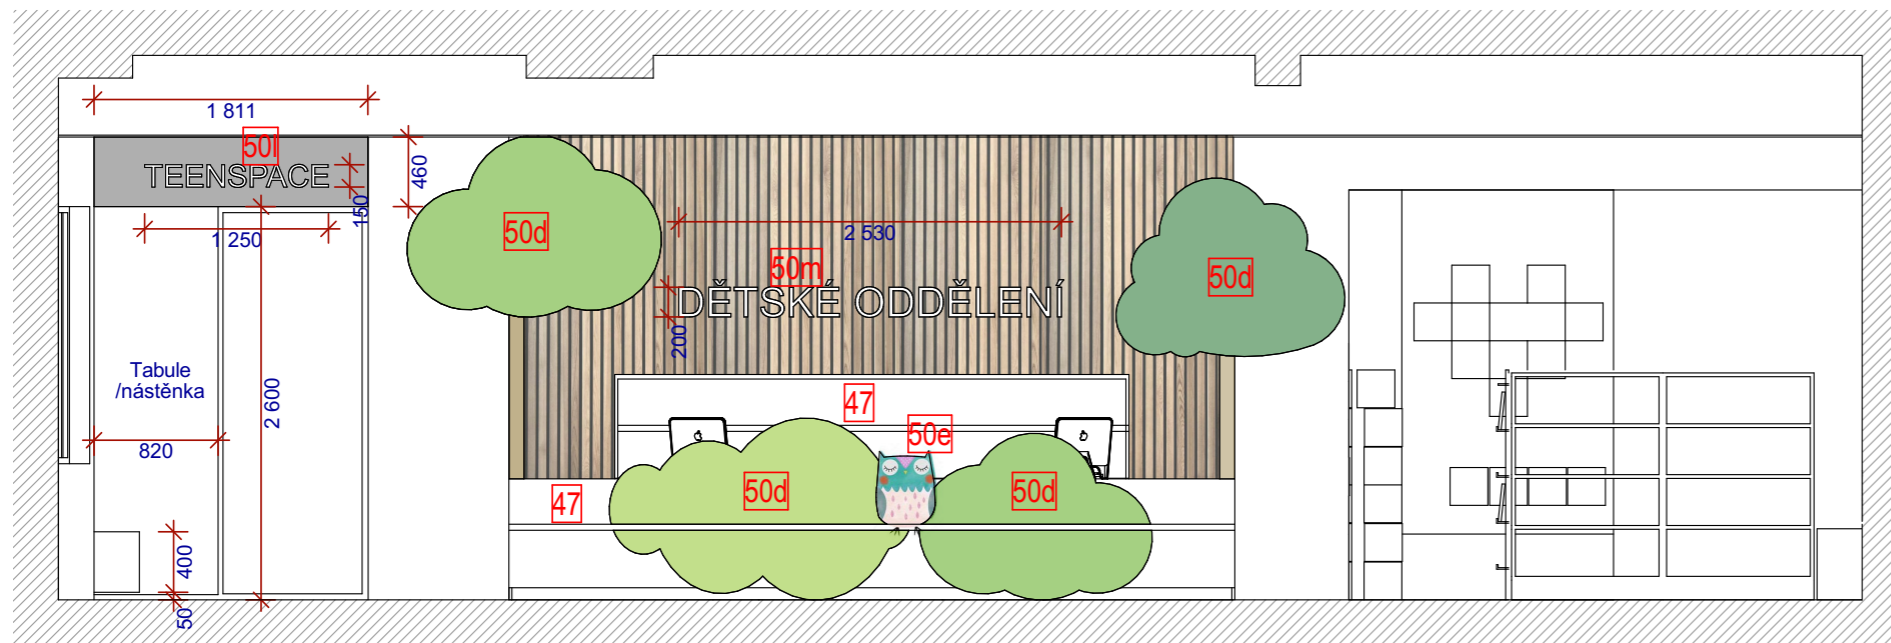 1 811
50l
TEENSPACE
460
150
1 250
50d
2 530
50m
50d
DĚTSKÉ ODDĚLENÍ
200
Tabule
/nástěnka
2 600
47
820
50e
47
50d
50d
400
50